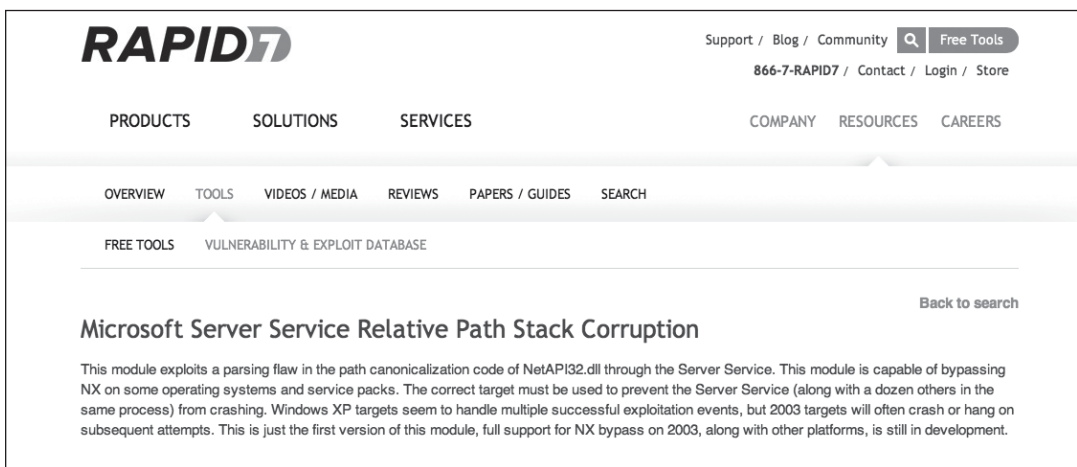 RAPID7
Support / Blog / Community Free Tools
866-7-RAPID7 / Contact / Login / Store
PRODUCTS SOLUTIONS SERVICES COMPANY RESOURCES CAREERS
OVERVIEW TOOLS VIDEOS / MEDIA REVIEWS PAPERS / GUIDES SEARCH
FREE TOOLS VULNERABILITY & EXPLOIT DATABASE
Back to search
Microsoft Server Service Relative Path Stack Corruption
This module exploits a parsing flaw in the path canonicalization code of NetAPI32.dll through the Server Service. This module is capable of bypassing
NX on some operating systems and service packs. The correct target must be used to prevent the Server Service (along with a dozen others in the
same process) from crashing. Windows XP targets seem to handle multiple successful exploitation events, but 2003 targets will often crash or hang on
subsequent attempts. This is just the first version of this module, full support for NX bypass on 2003, along with other platforms, is still in development.